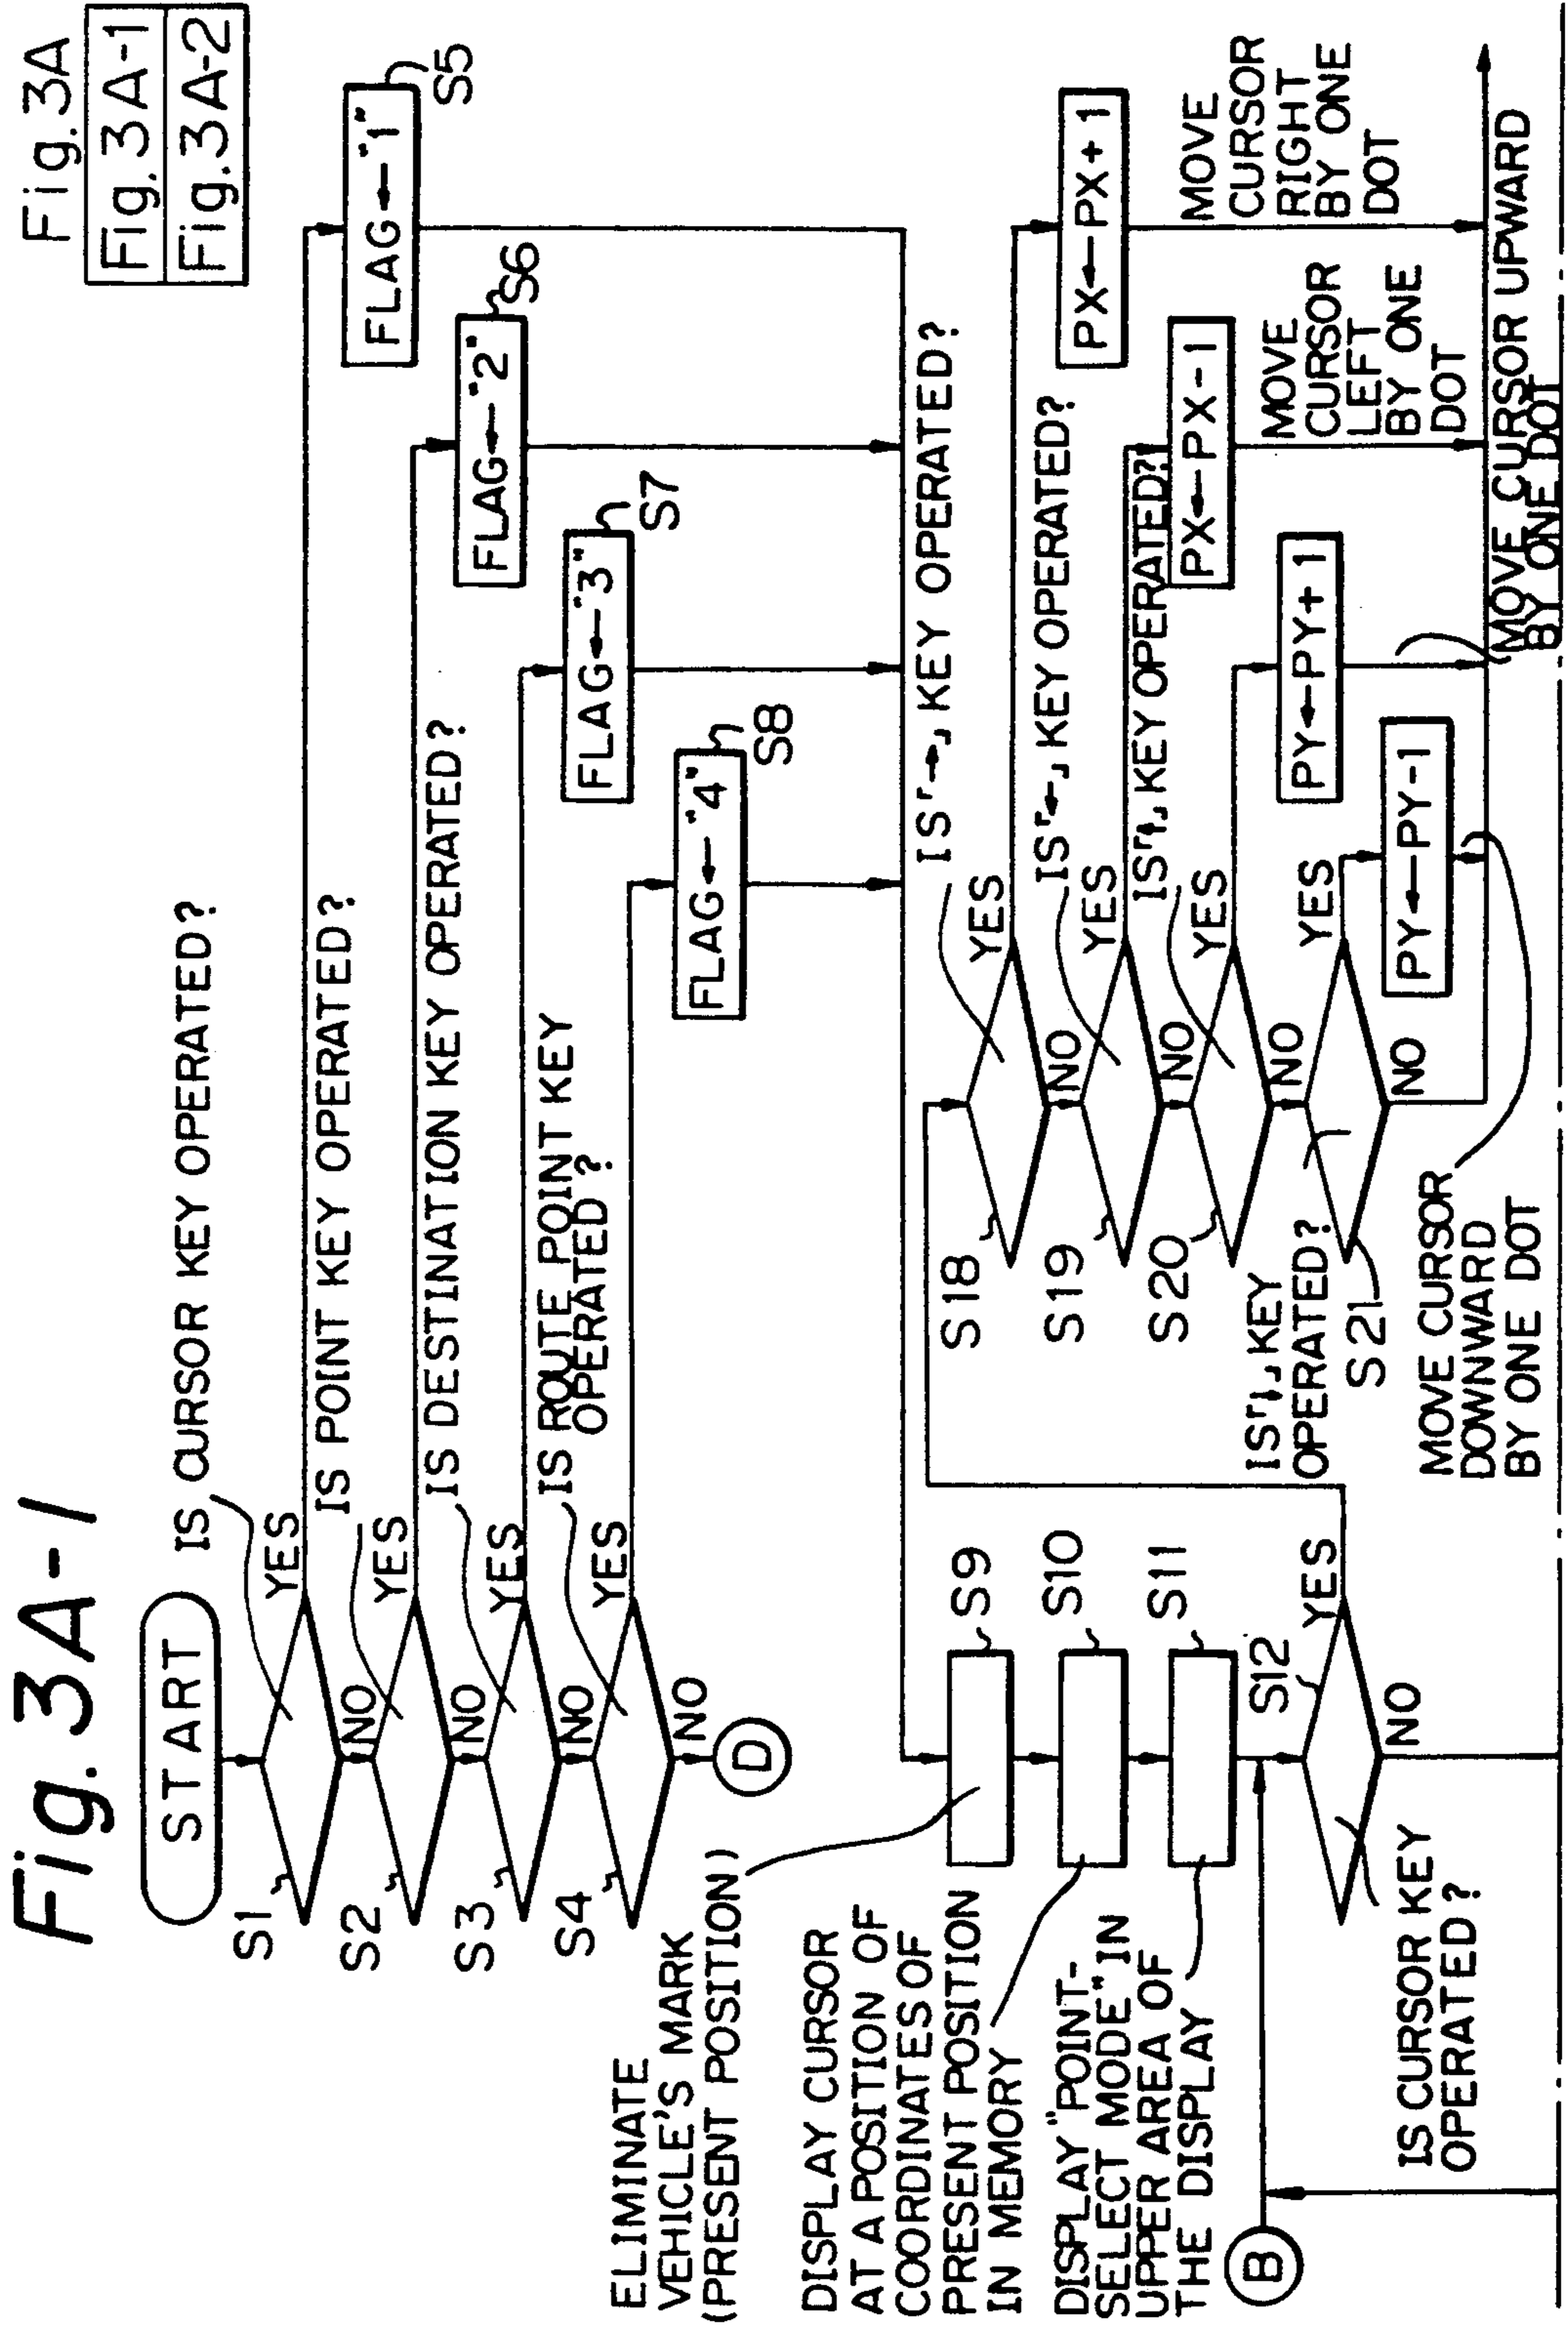 Fig. 3A-1
Fig. 3A
Fig. 3A-1
Fig. 3A-2
START
IS CURSOR KEY OPERATED?
S1
YES
NO
IS POINT KEY OPERATED?
S2
YES
NO
IS DESTINATION KEY OPERATED?
S3
YES
NO
IS ROUTE POINT KEY
OPERATED?
S4
YES
NO
D
FLAG←"1"
S5
FLAG←"2"
S6
FLAG←"3"
S7
FLAG←"4"
S8
ELIMINATE
VEHICLE'S MARK
(PRESENT POSITION)
S9
DISPLAY CURSOR
AT A POSITION OF
COORDINATES OF
PRESENT POSITION
IN MEMORY
S10
DISPLAY "POINT-
SELECT MODE" IN
UPPER AREA OF
THE DISPLAY
S11
B
S12
YES
NO
IS CURSOR KEY
OPERATED?
IS「→」KEY OPERATED?
S18
YES
NO
IS「←」KEY OPERATED?
S19
YES
NO
IS「↑」KEY OPERATED?
S20
YES
NO
IS「↓」KEY
OPERATED?
S21
YES
NO
PX←PX+1
MOVE
CURSOR
RIGHT
BY ONE
DOT
PX←PX-1
MOVE
CURSOR
LEFT
BY ONE
DOT
PY←PY+1
MOVE CURSOR UPWARD
BY ONE DOT
PY←PY-1
MOVE CURSOR
DOWNWARD
BY ONE DOT